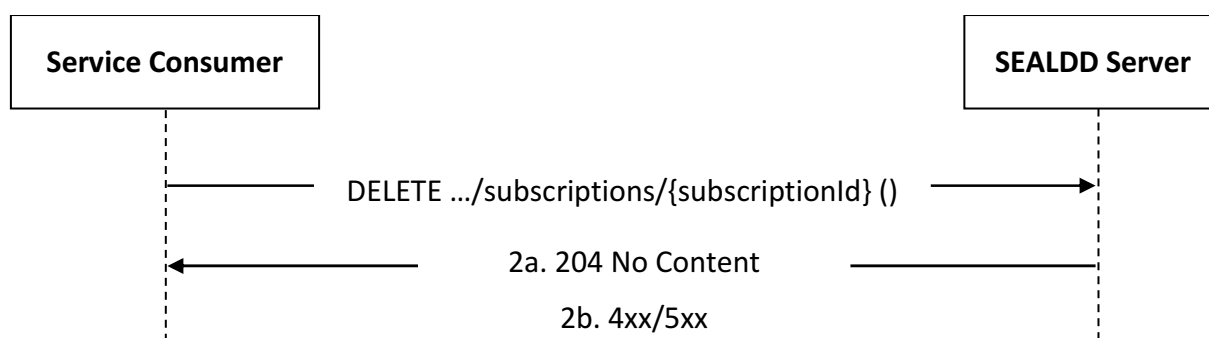 Service Consumer
SEALDD Server
DELETE …/subscriptions/{subscriptionId} ()
2a. 204 No Content
2b. 4xx/5xx